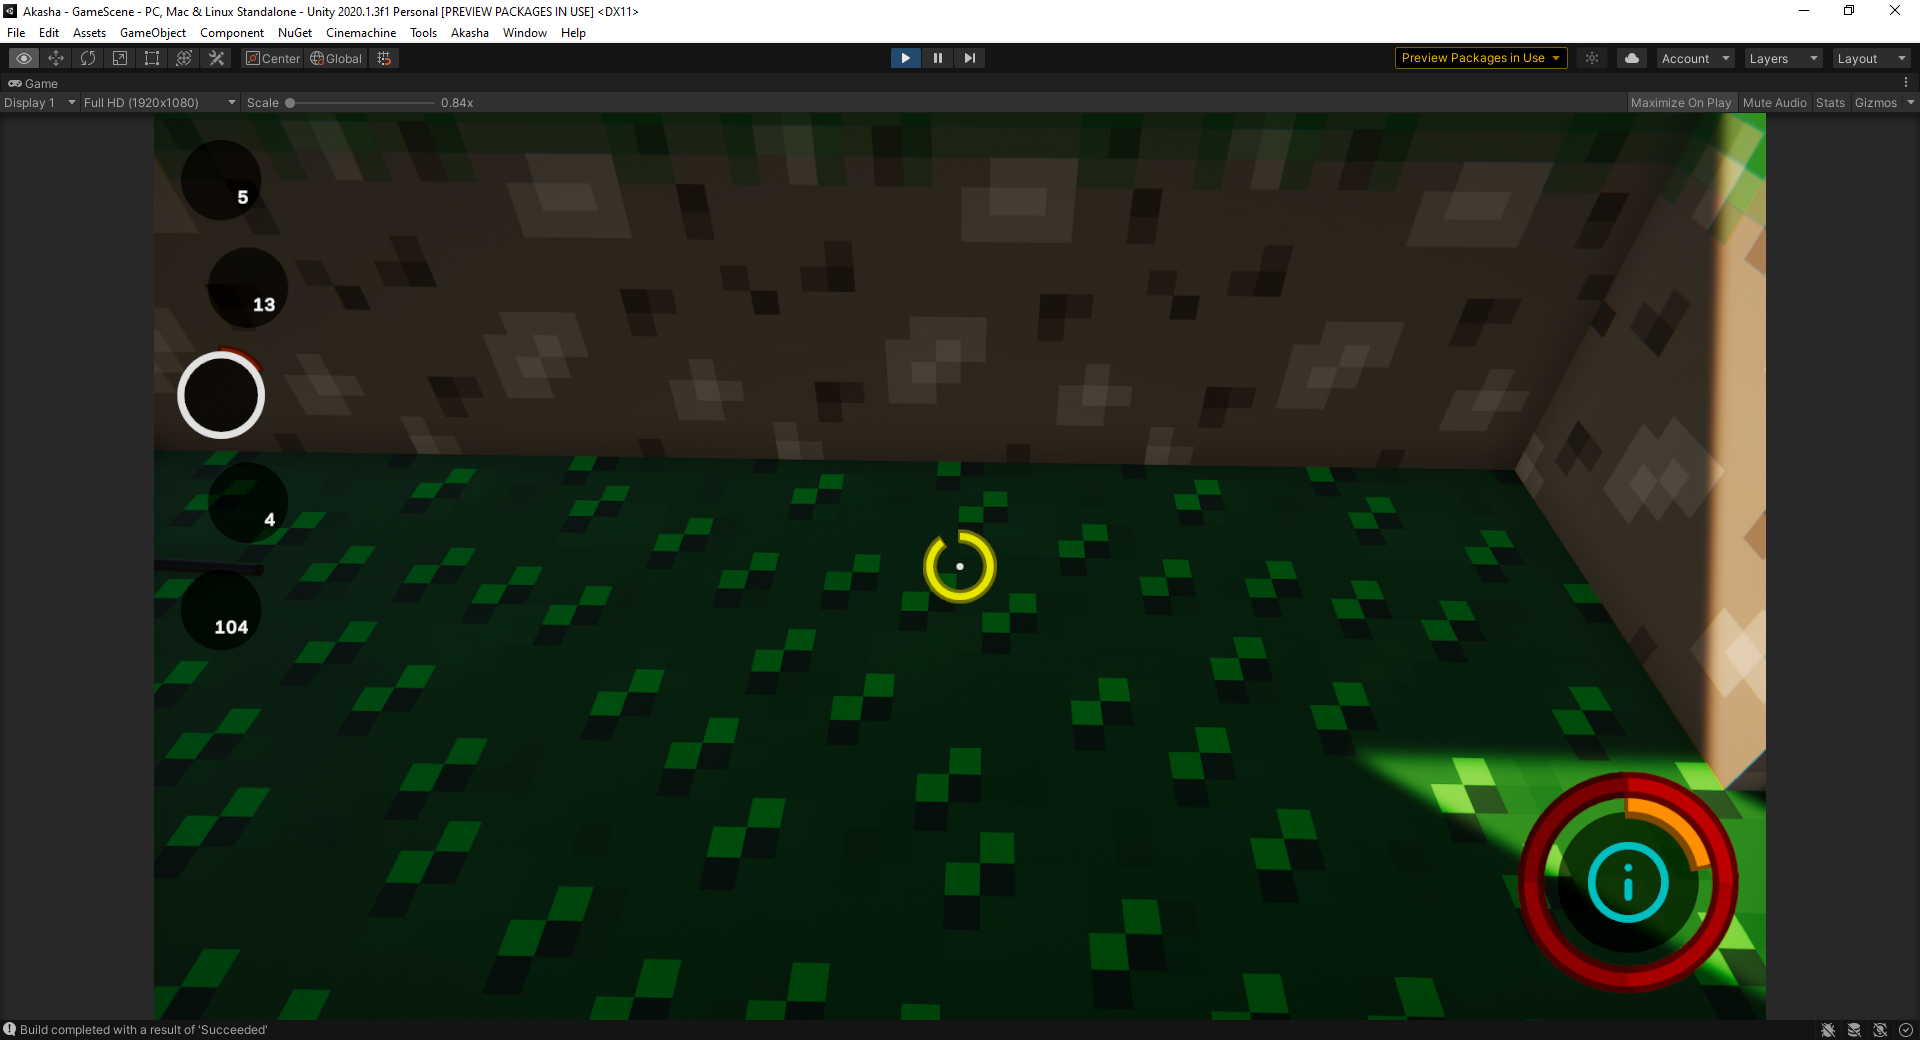 Akasha - GameScene - PC, Mac & Linux Standalone - Unity 2020.1.3f1 Personal [PREVIEW PACKAGES IN USE] <DX11>
File Edit Assets GameObject Component NuGet Cinemachine Tools Akasha Window Help
Center Global Preview Packages in Use Account Layers Layout
Game
Display 1 Full HD (1920x1080) Scale 0.84x Maximize On Play Mute Audio Stats Gizmos
5
13
4
104
i
Build completed with a result of 'Succeeded'